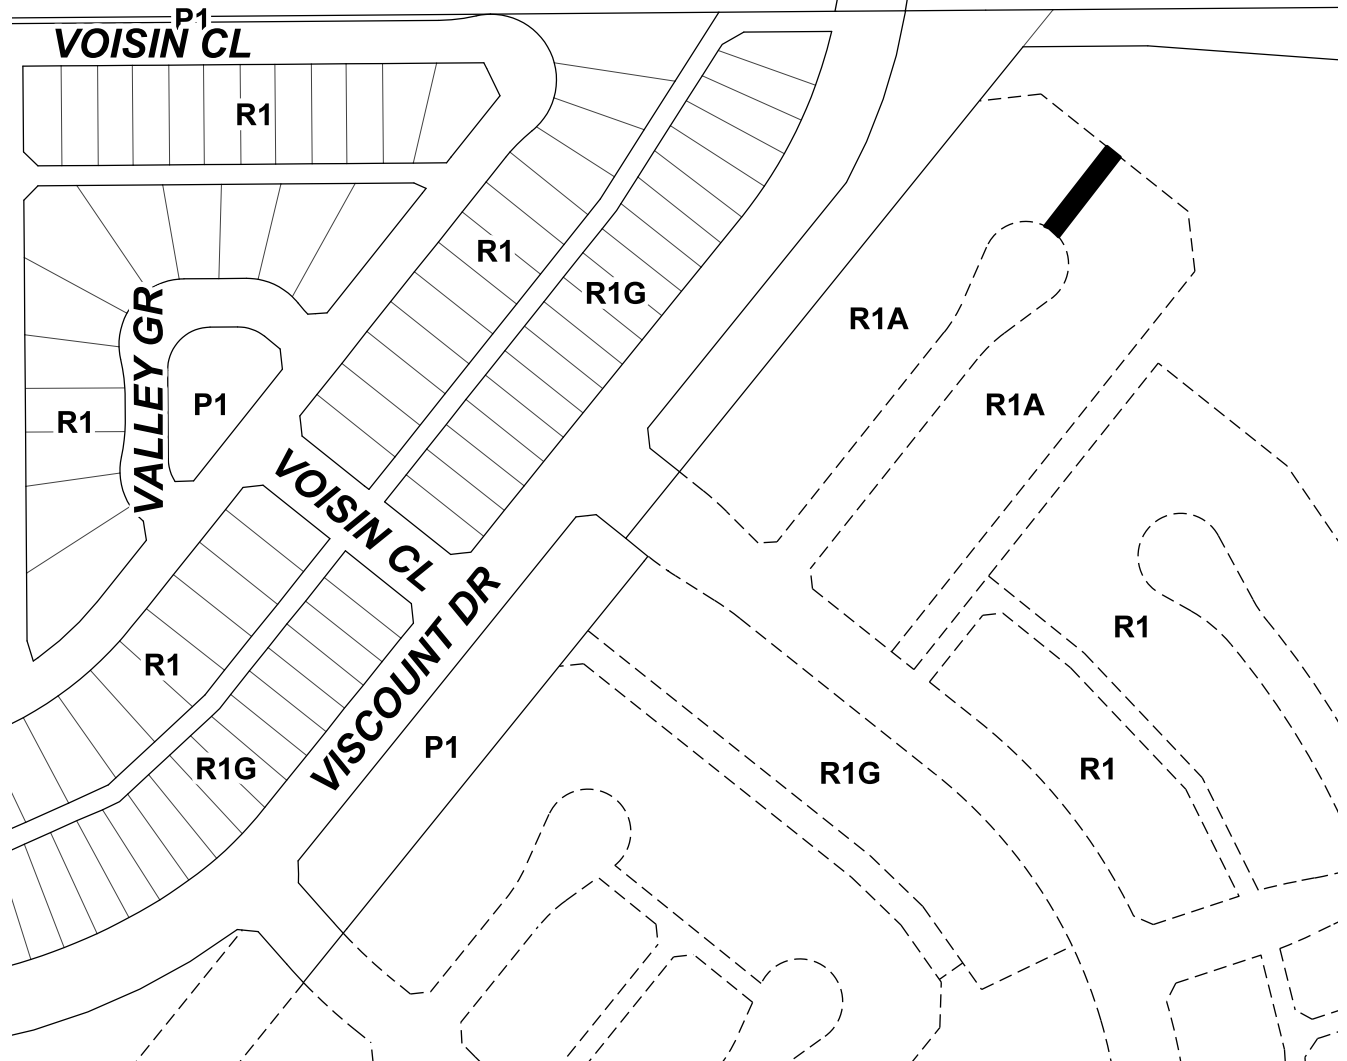 P1
VOISIN CL
R1
R1
R1G
R1A
VALLEY GR
P1
R1
R1A
VOISIN CL
VISCOUNT DR
R1
R1
P1
R1G
R1G
R1